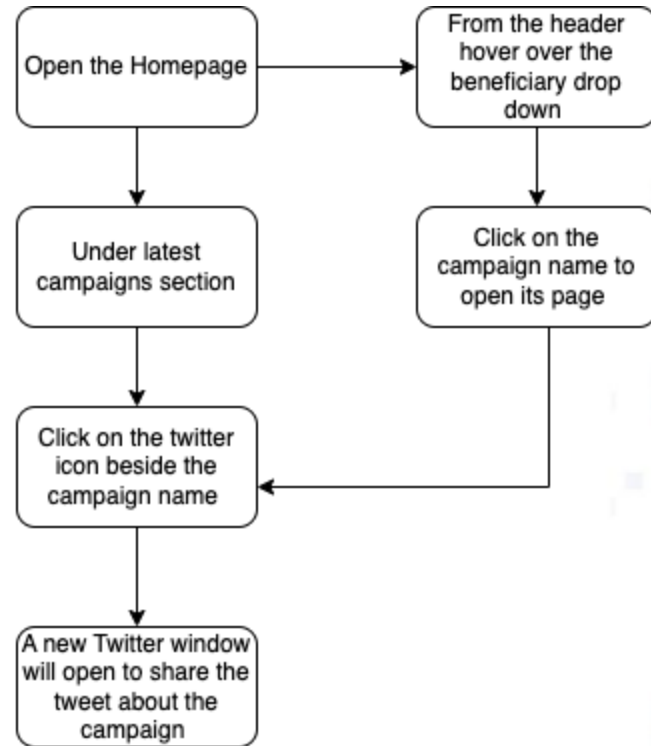 Open the Homepage
From the header
hover over the
beneficiary drop
down
Under latest
campaigns section
Click on the
campaign name to
open its page
Click on the twitter
icon beside the
campaign name
A new Twitter window
will open to share the
tweet about the
campaign